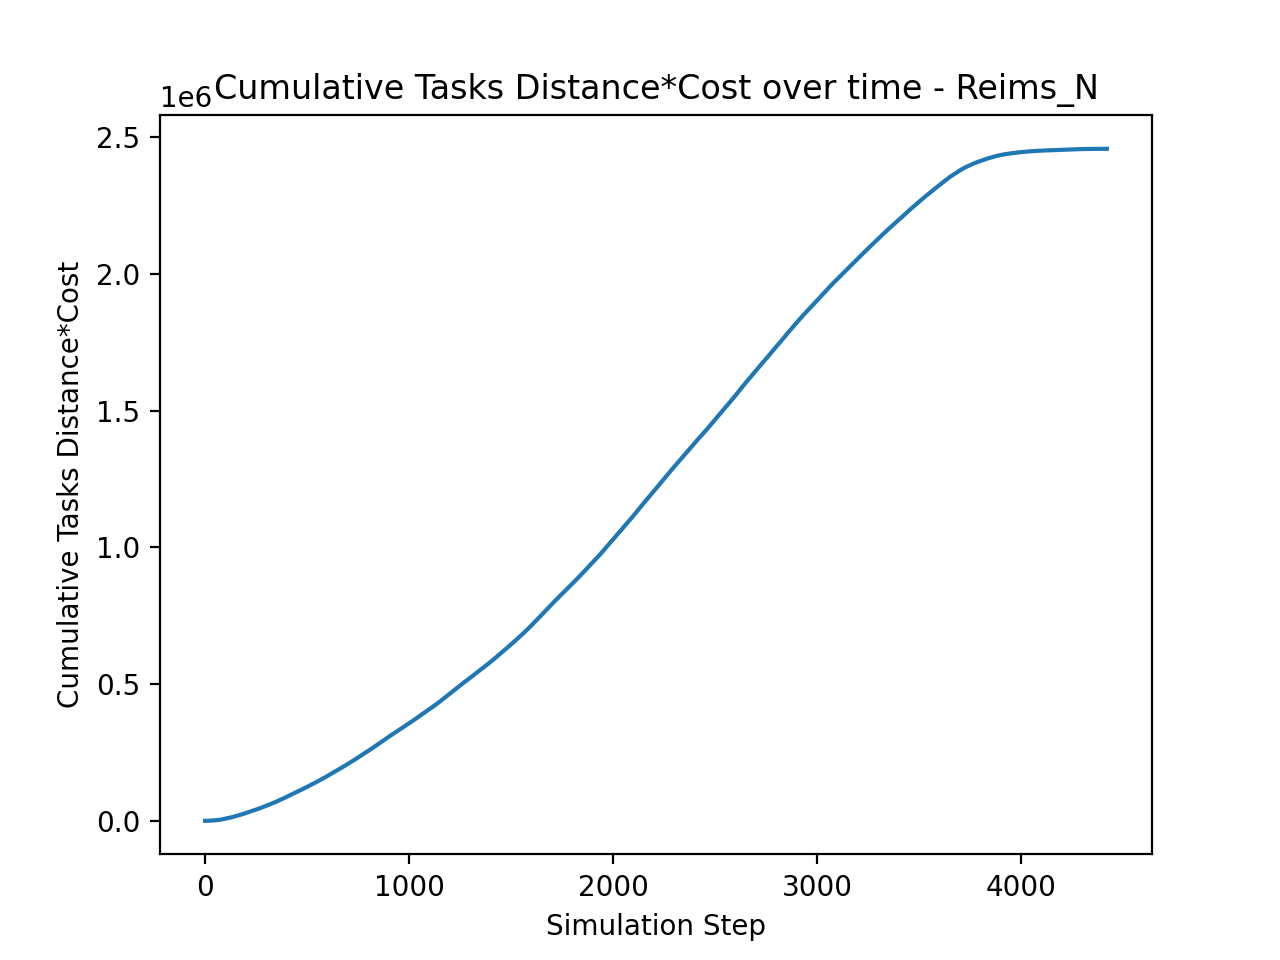 Cumulative Tasks Distance*Cost over time - Reims_N
1e6
2.5
2.0
1.5
1.0
0.5
0.0
Cumulative Tasks Distance*Cost
0 1000 2000 3000 4000
Simulation Step